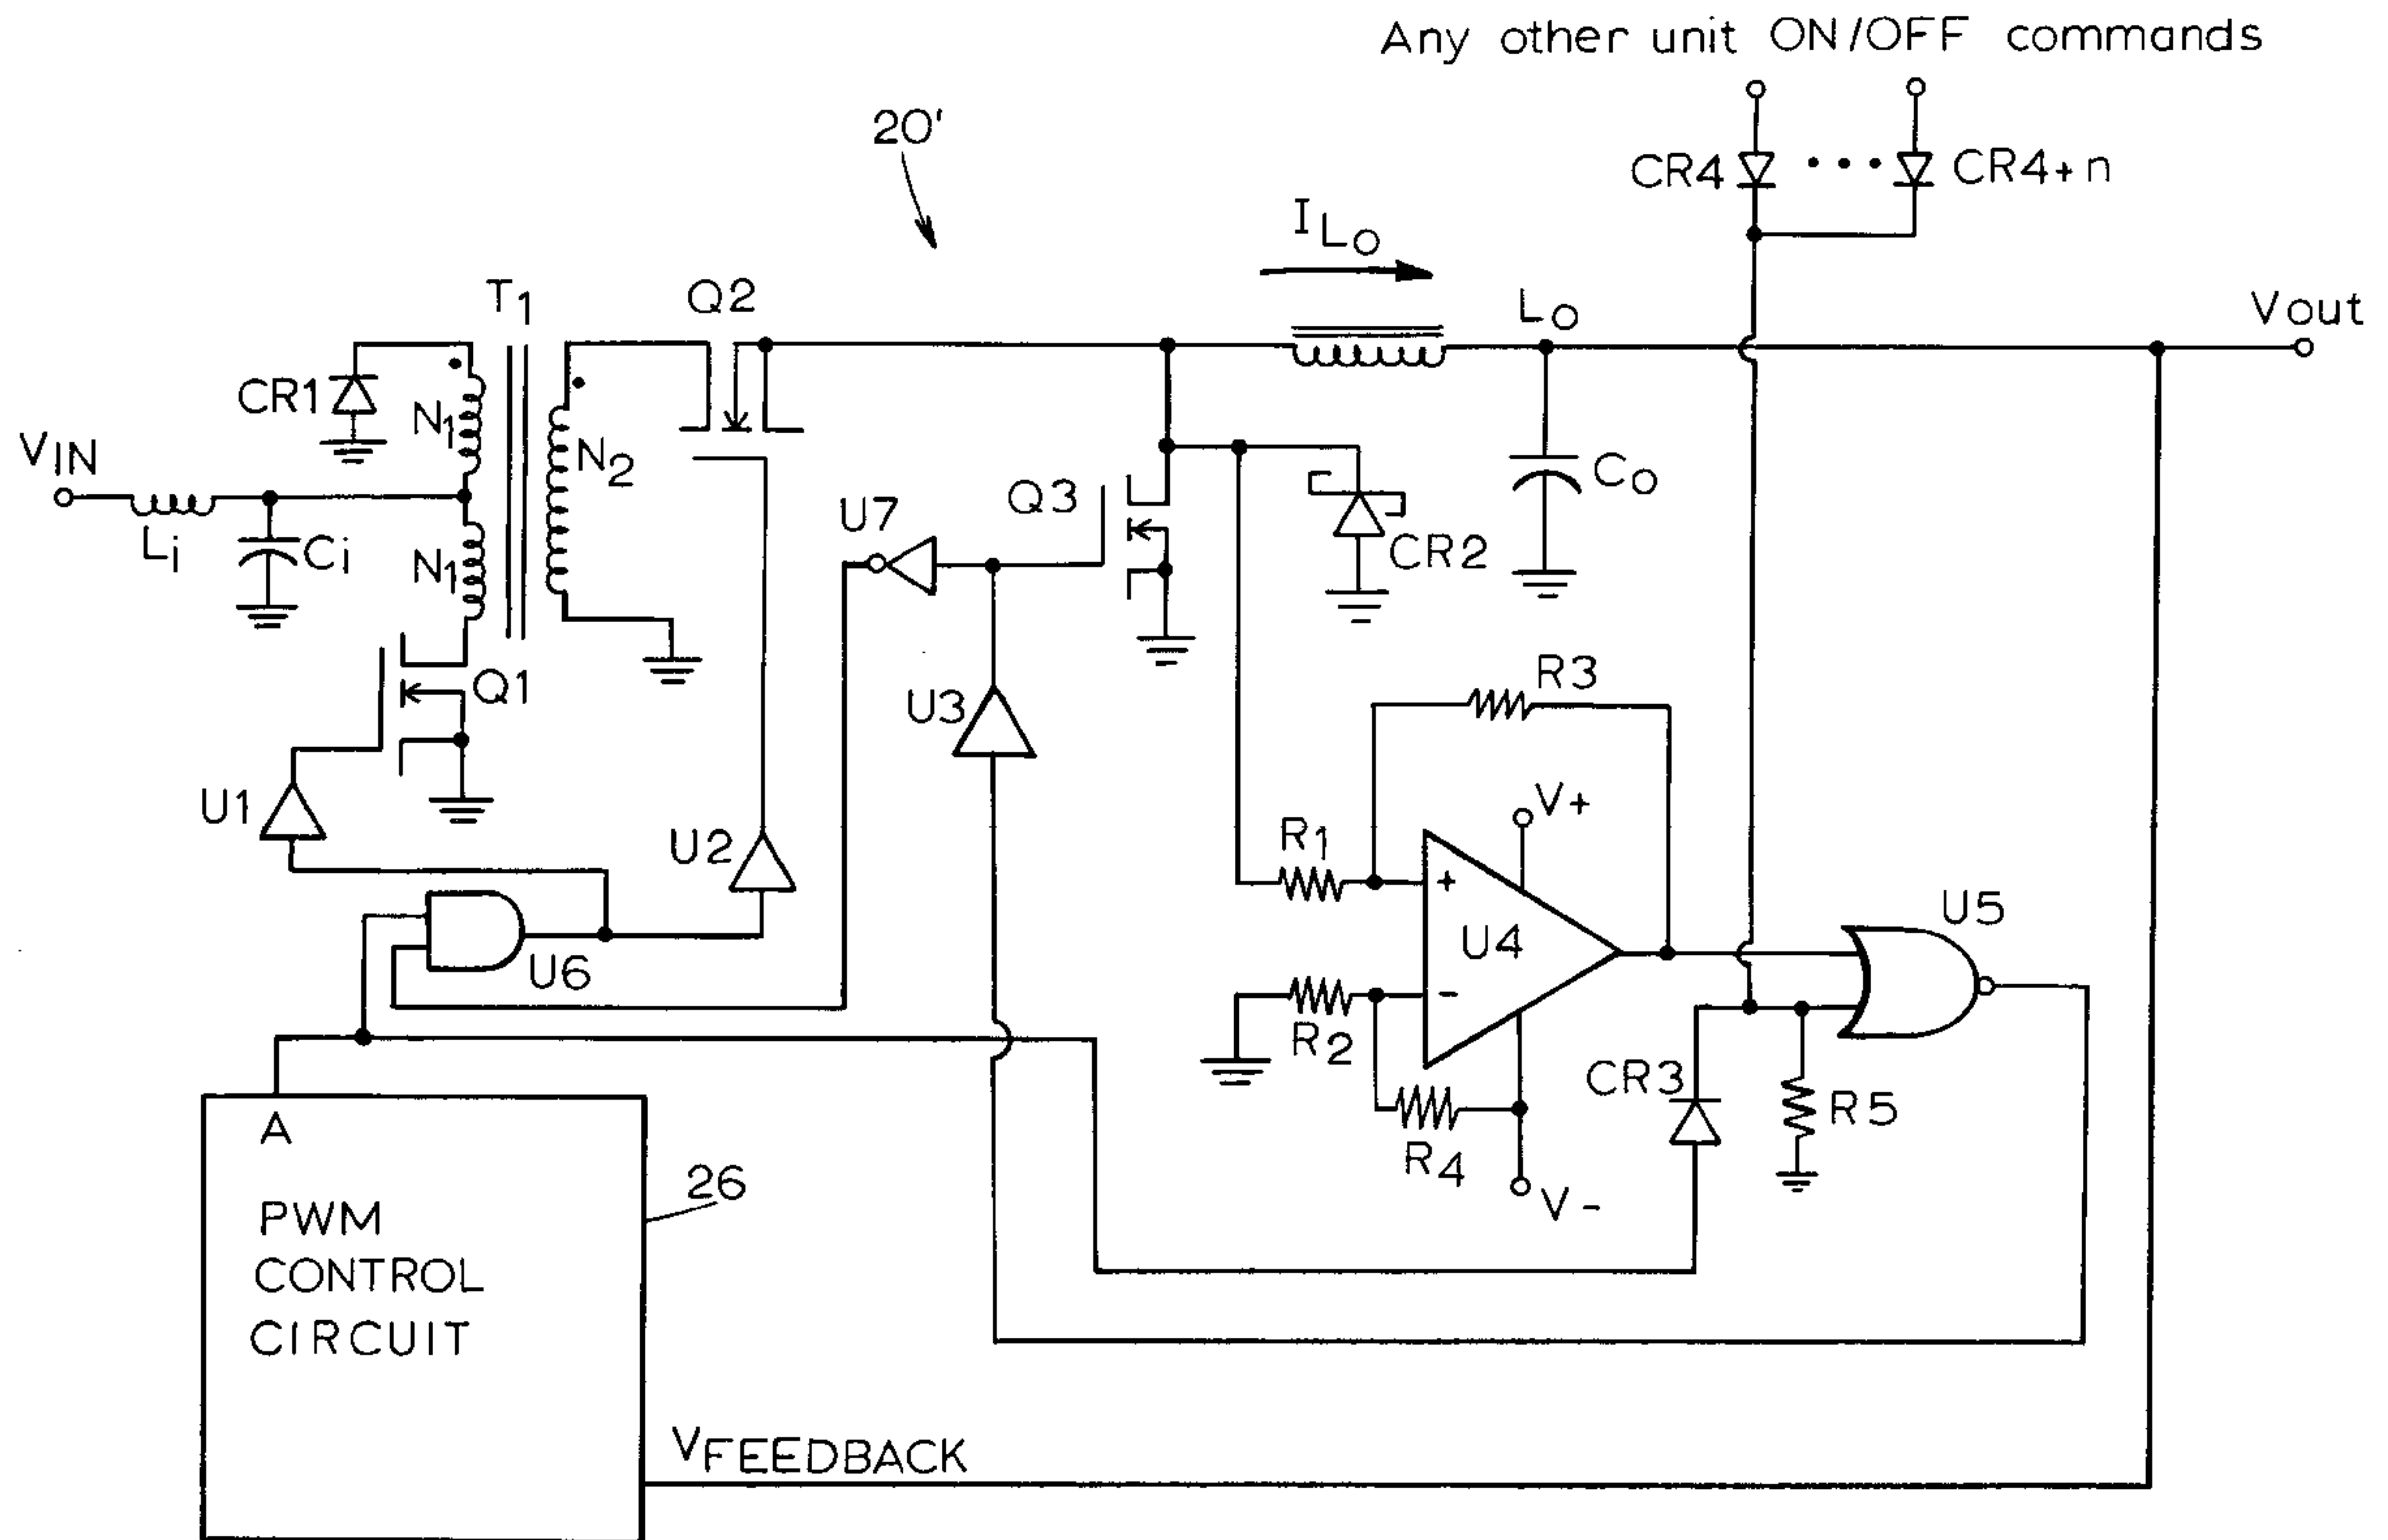 Any other unit ON/OFF commands
20'
CR4
CR4+n
ILo
T1
Q2
Lo
Vout
CR1
N1
N2
VIN
Li
Ci
N1
U7
Q3
CR2
Co
Q1
U3
R3
U1
U2
R1
V+
+
U4
U5
U6
-
R2
CR3
R5
R4
V-
A
26
PWM
CONTROL
CIRCUIT
VFEEDBACK